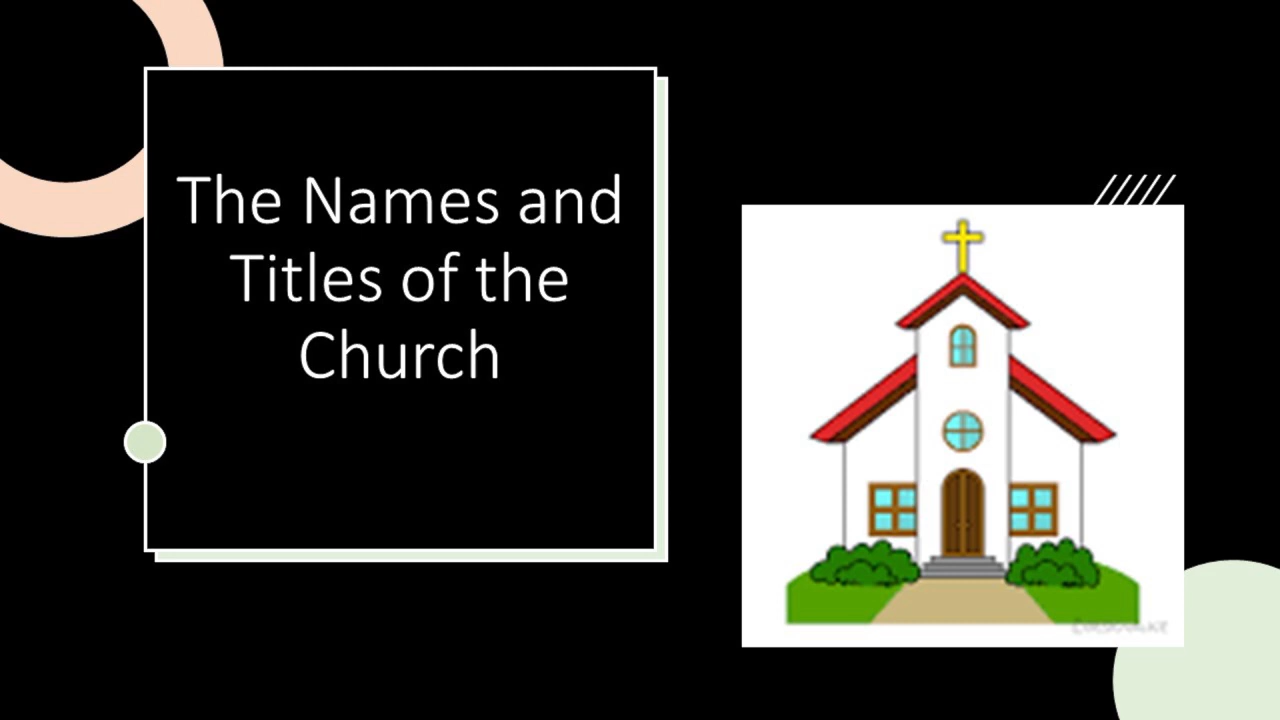 The Names and
Titles of the
Church